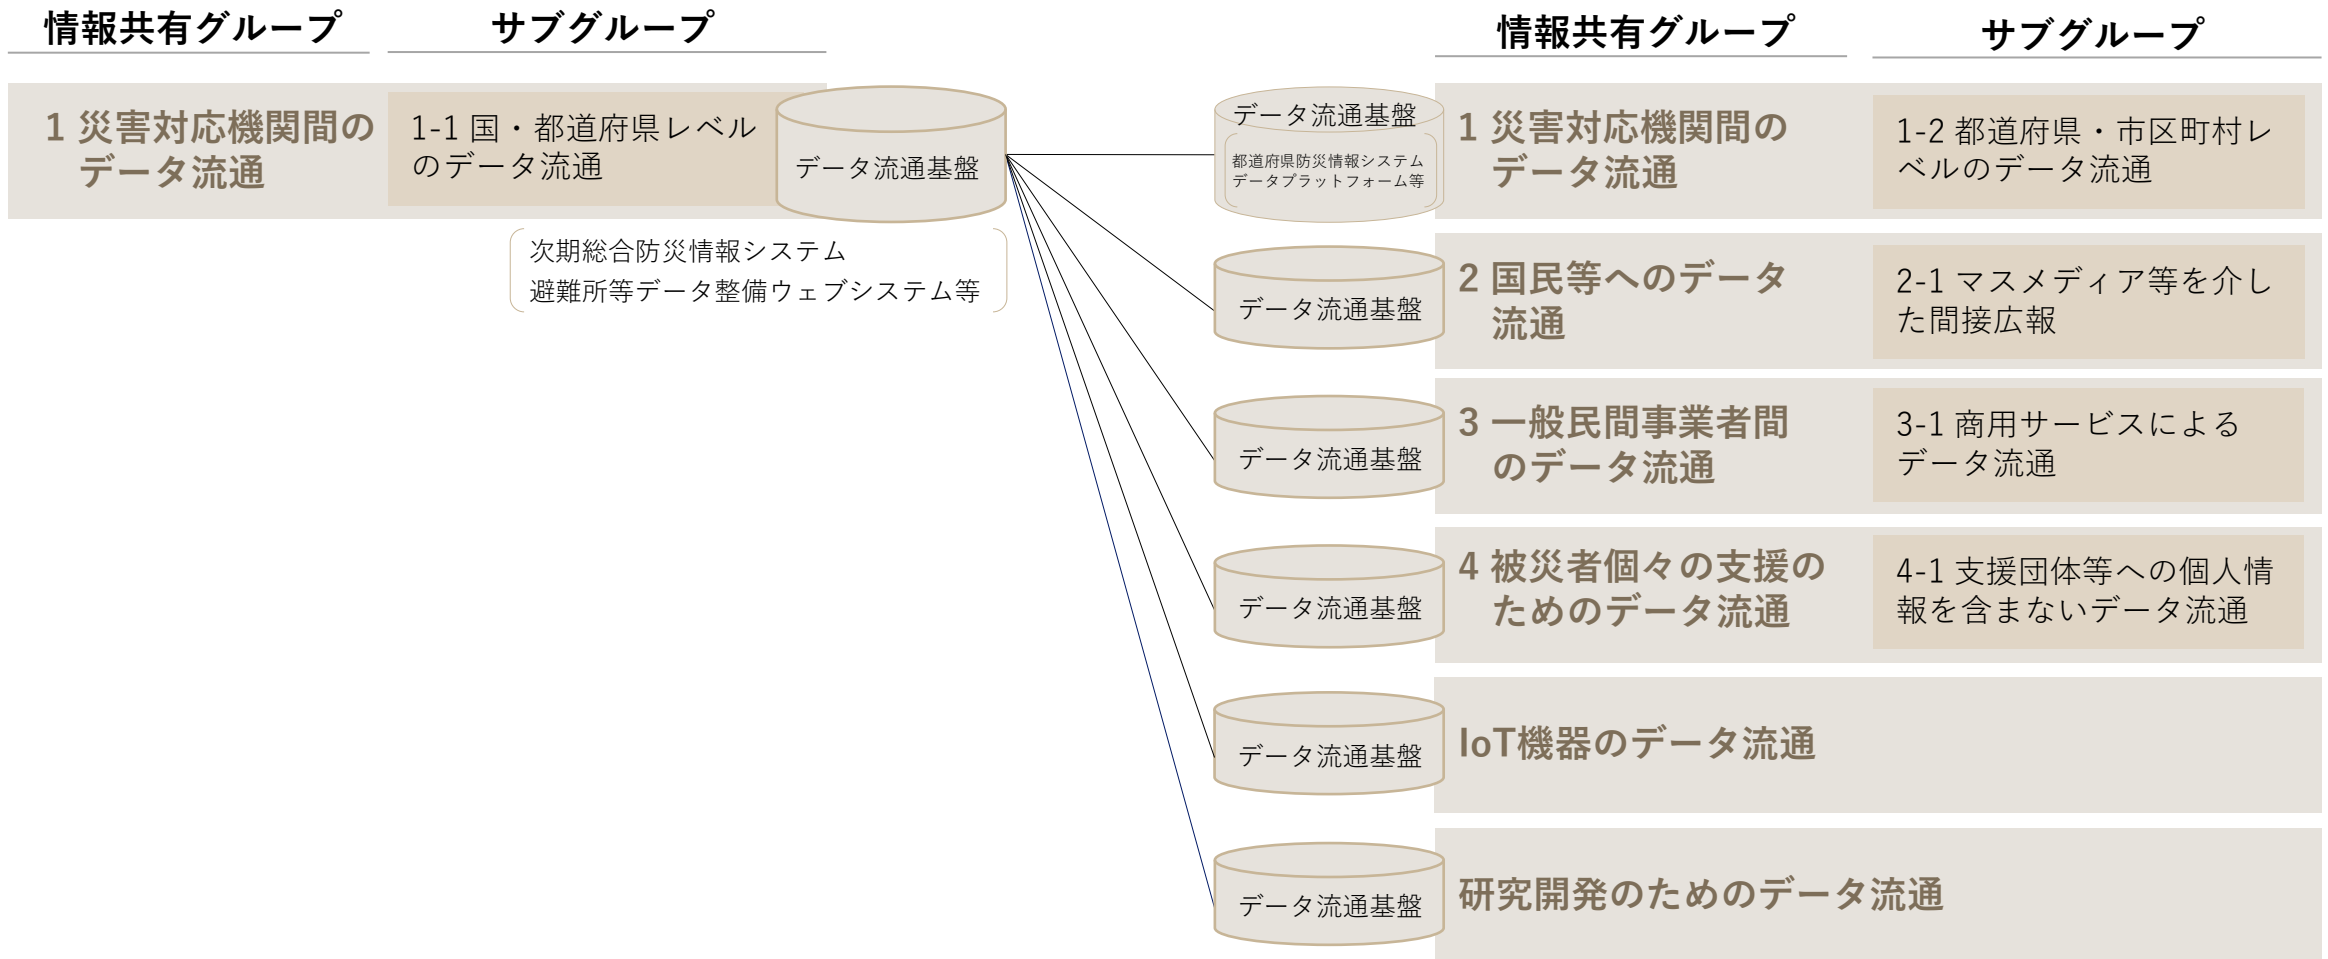 情報共有グループ
サブグループ
1 災害対応機関間の
データ流通
1-1 国・都道府県レベル
のデータ流通
データ流通基盤
次期総合防災情報システム
避難所等データ整備ウェブシステム等
情報共有グループ
サブグループ
データ流通基盤
都道府県防災情報システム
データプラットフォーム等
1 災害対応機関間の
データ流通
1-2 都道府県・市区町村レ
ベルのデータ流通
データ流通基盤
2 国民等へのデータ
流通
2-1 マスメディア等を介し
た間接広報
データ流通基盤
3 一般民間事業者間
のデータ流通
3-1 商用サービスによる
データ流通
データ流通基盤
4 被災者個々の支援の
ためのデータ流通
4-1 支援団体等への個人情
報を含まないデータ流通
データ流通基盤
IoT機器のデータ流通
データ流通基盤
研究開発のためのデータ流通